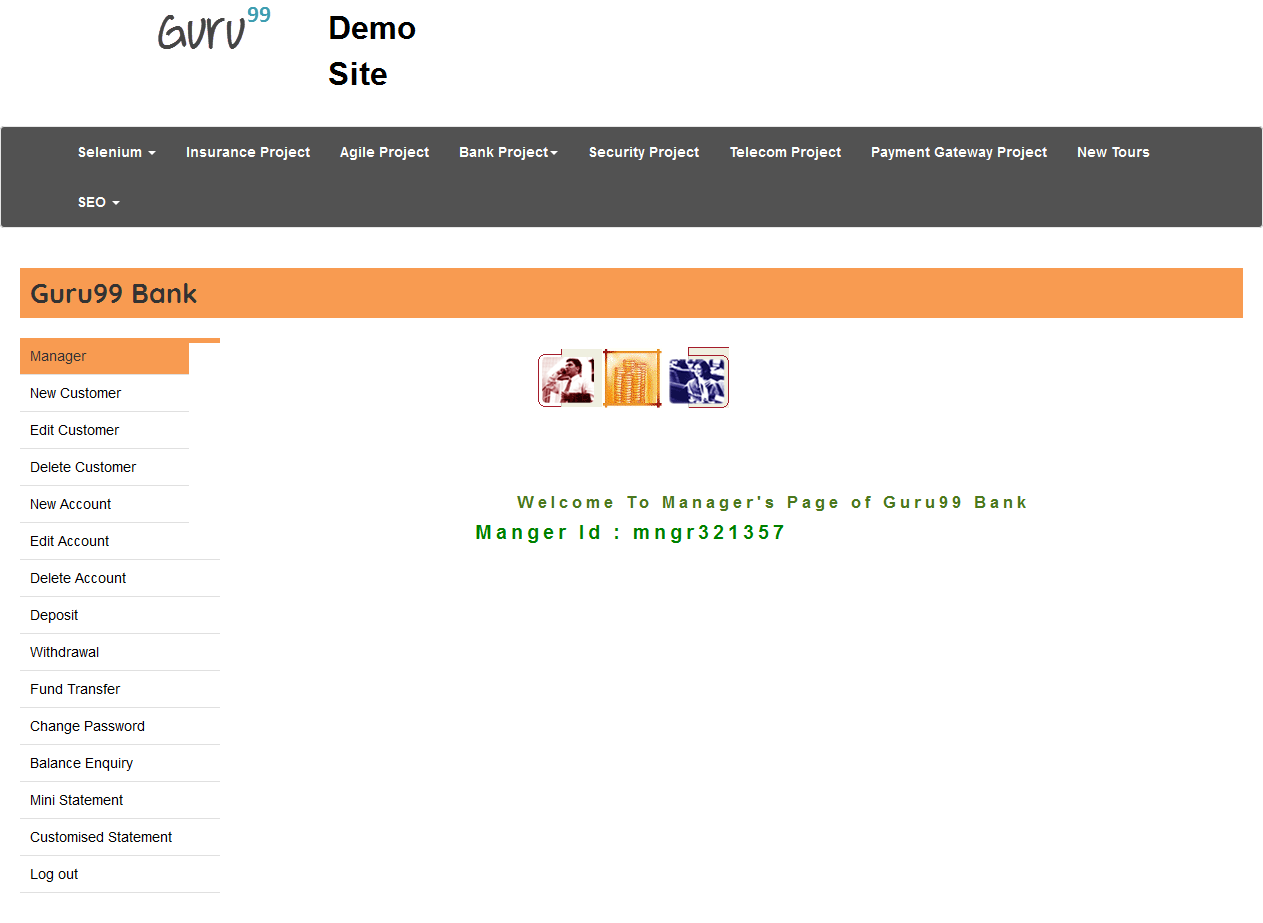 Guru99
Demo
Site
Selenium Insurance Project Agile Project Bank Project Security Project Telecom Project Payment Gateway Project New Tours
SEO
Guru99 Bank
Manager
New Customer
Edit Customer
Delete Customer
New Account
Edit Account
Delete Account
Deposit
Withdrawal
Fund Transfer
Change Password
Balance Enquiry
Mini Statement
Customised Statement
Log out
Welcome To Manager's Page of Guru99 Bank
Manger Id : mngr321357